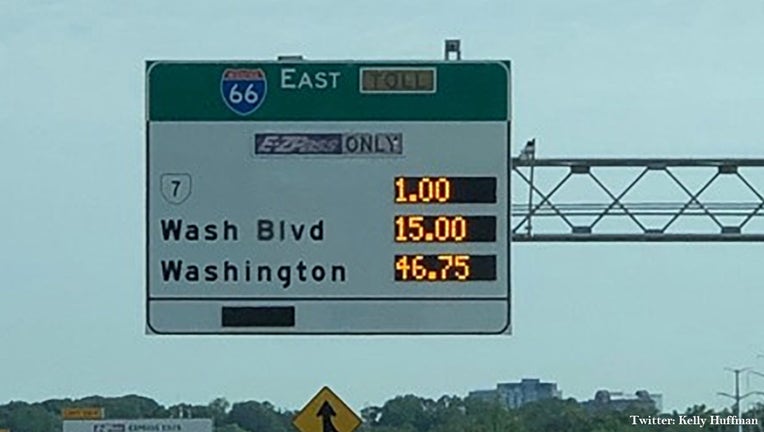 66 EAST TOLL
E-ZPass ONLY
7 1.00
Wash Blvd 15.00
Washington 46.75
Twitter: Kelly Huffman